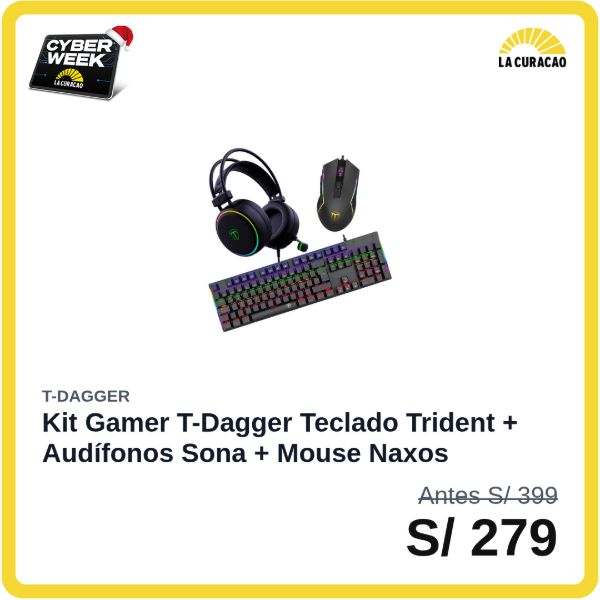 CYBER
WEEK
LA CURACAO
LA CURACAO
T-DAGGER
Kit Gamer T-Dagger Teclado Trident +
Audífonos Sona + Mouse Naxos
Antes S/ 399
S/ 279